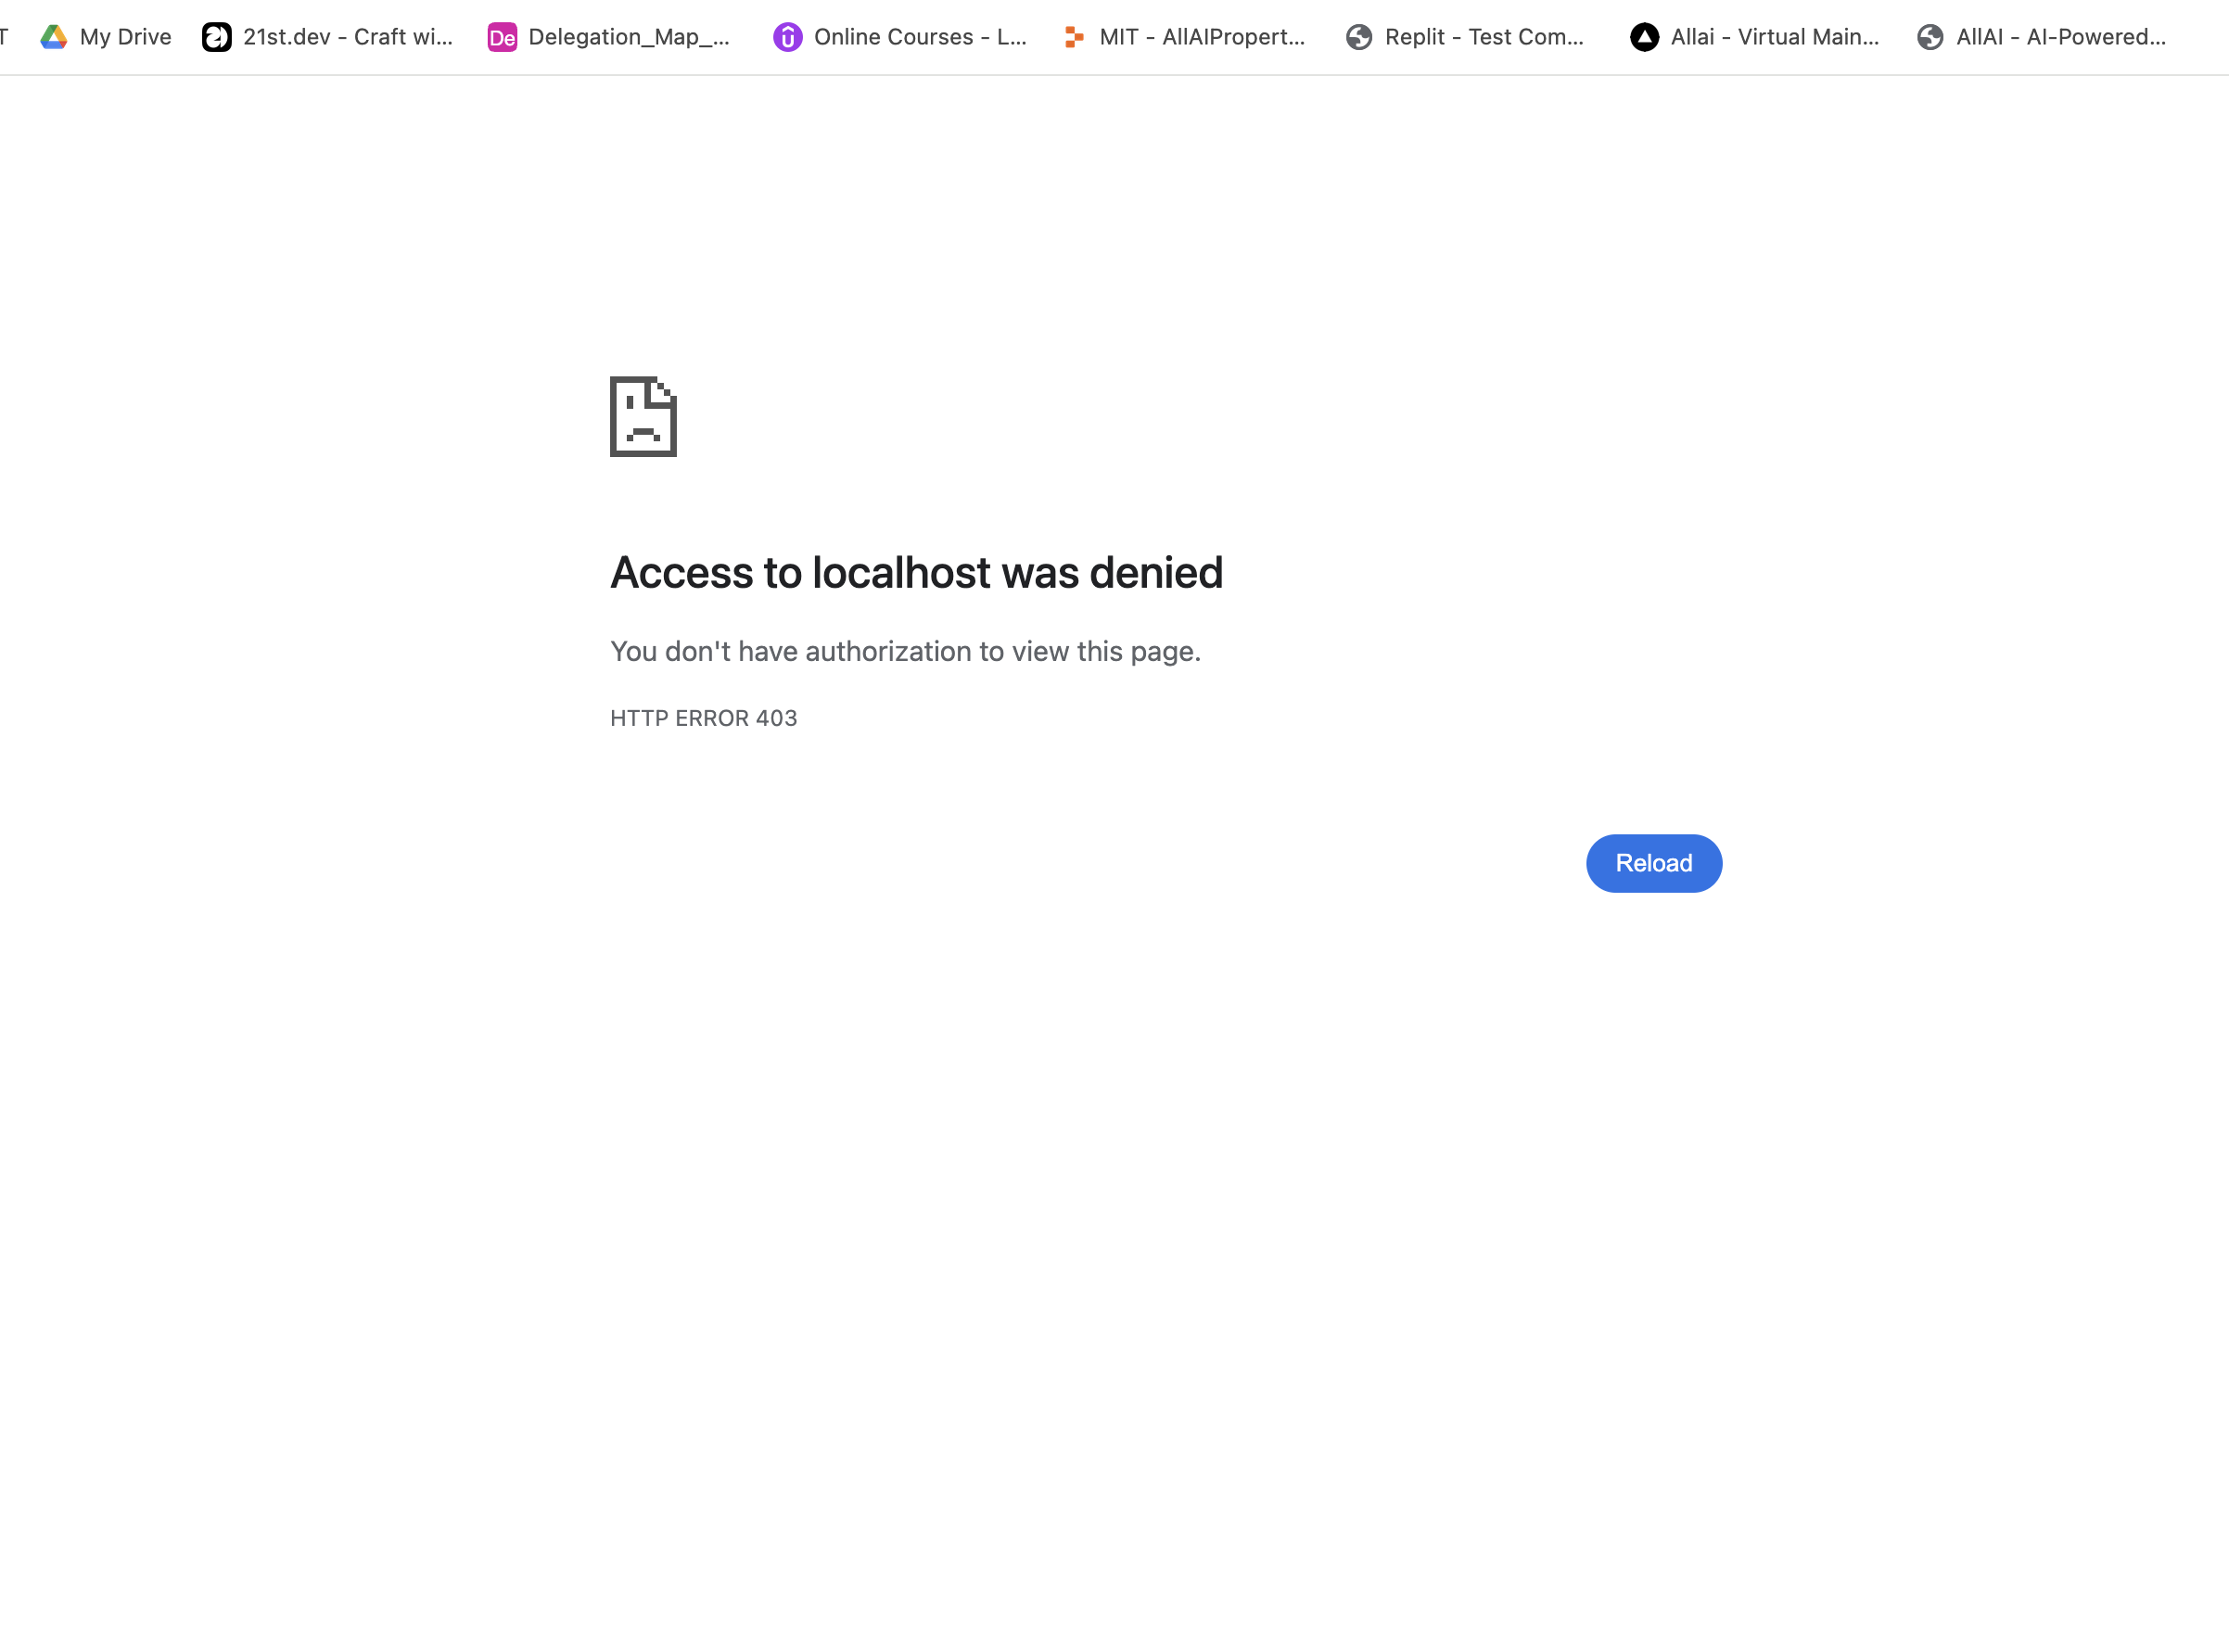 T
My Drive
21st.dev - Craft wi...
De Delegation_Map_...
Online Courses - L...
MIT - AllAIPropert...
Replit - Test Com...
Allai - Virtual Main...
AllAI - AI-Powered...
Access to localhost was denied
You don't have authorization to view this page.
HTTP ERROR 403
Reload